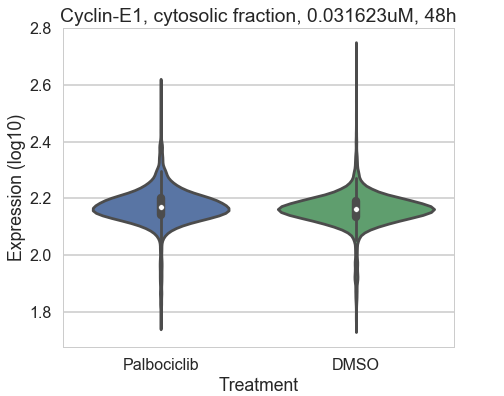 Cyclin-E1, cytosolic fraction, 0.031623uM, 48h
2.8
2.6
2.4
2.2
2.0
1.8
Expression (log10)
Palbociclib
DMSO
Treatment